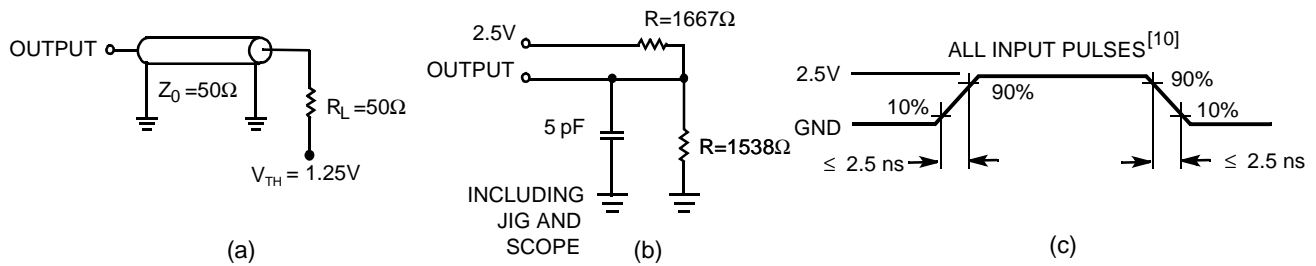 OUTPUT
Z0 = 50Ω
RL = 50Ω
VTH = 1.25V
(a)
R=1667Ω
2.5V
OUTPUT
5 pF
R=1538Ω
INCLUDING
JIG AND
SCOPE
(b)
ALL INPUT PULSES[10]
2.5V
90%
90%
10%
10%
GND
≤ 2.5 ns
≤ 2.5 ns
(c)